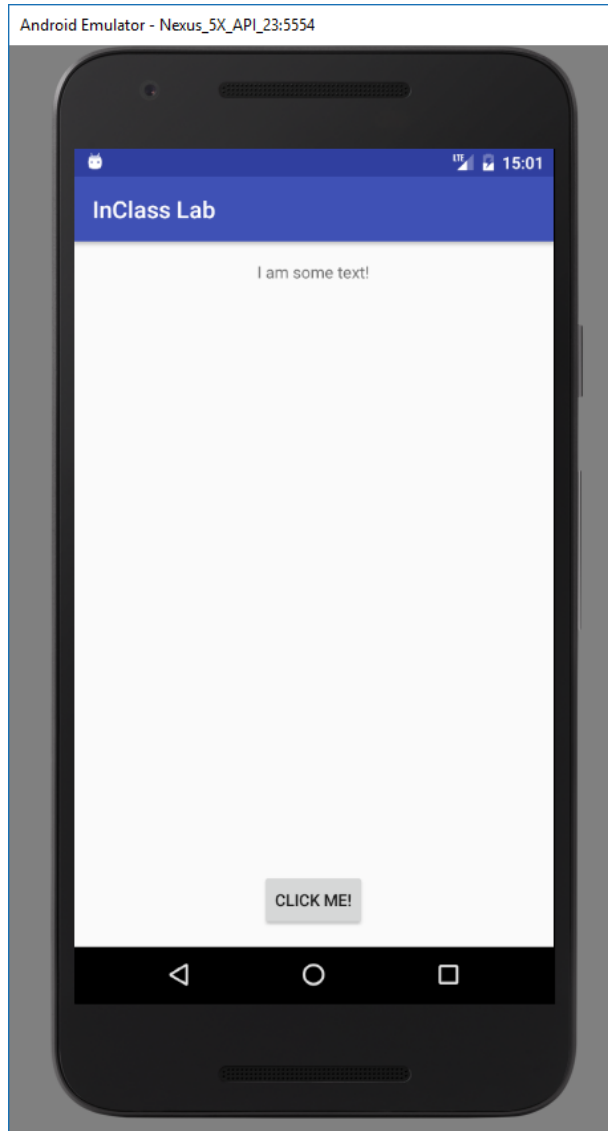 Android Emulator - Nexus_5X_API_23:5554
LTE 15:01
InClass Lab
I am some text!
CLICK ME!